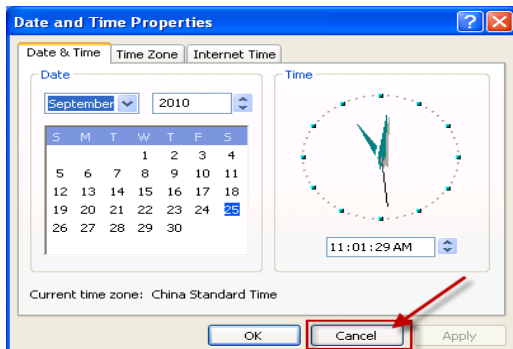 Date and Time Properties
Date & Time Time Zone Internet Time
Date
September 2010
S M T W T F S
1 2 3 4
5 6 7 8 9 10 11
12 13 14 15 16 17 18
19 20 21 22 23 24 25
26 27 28 29 30
Time
11:01:29 AM
Current time zone: China Standard Time
OK Cancel Apply